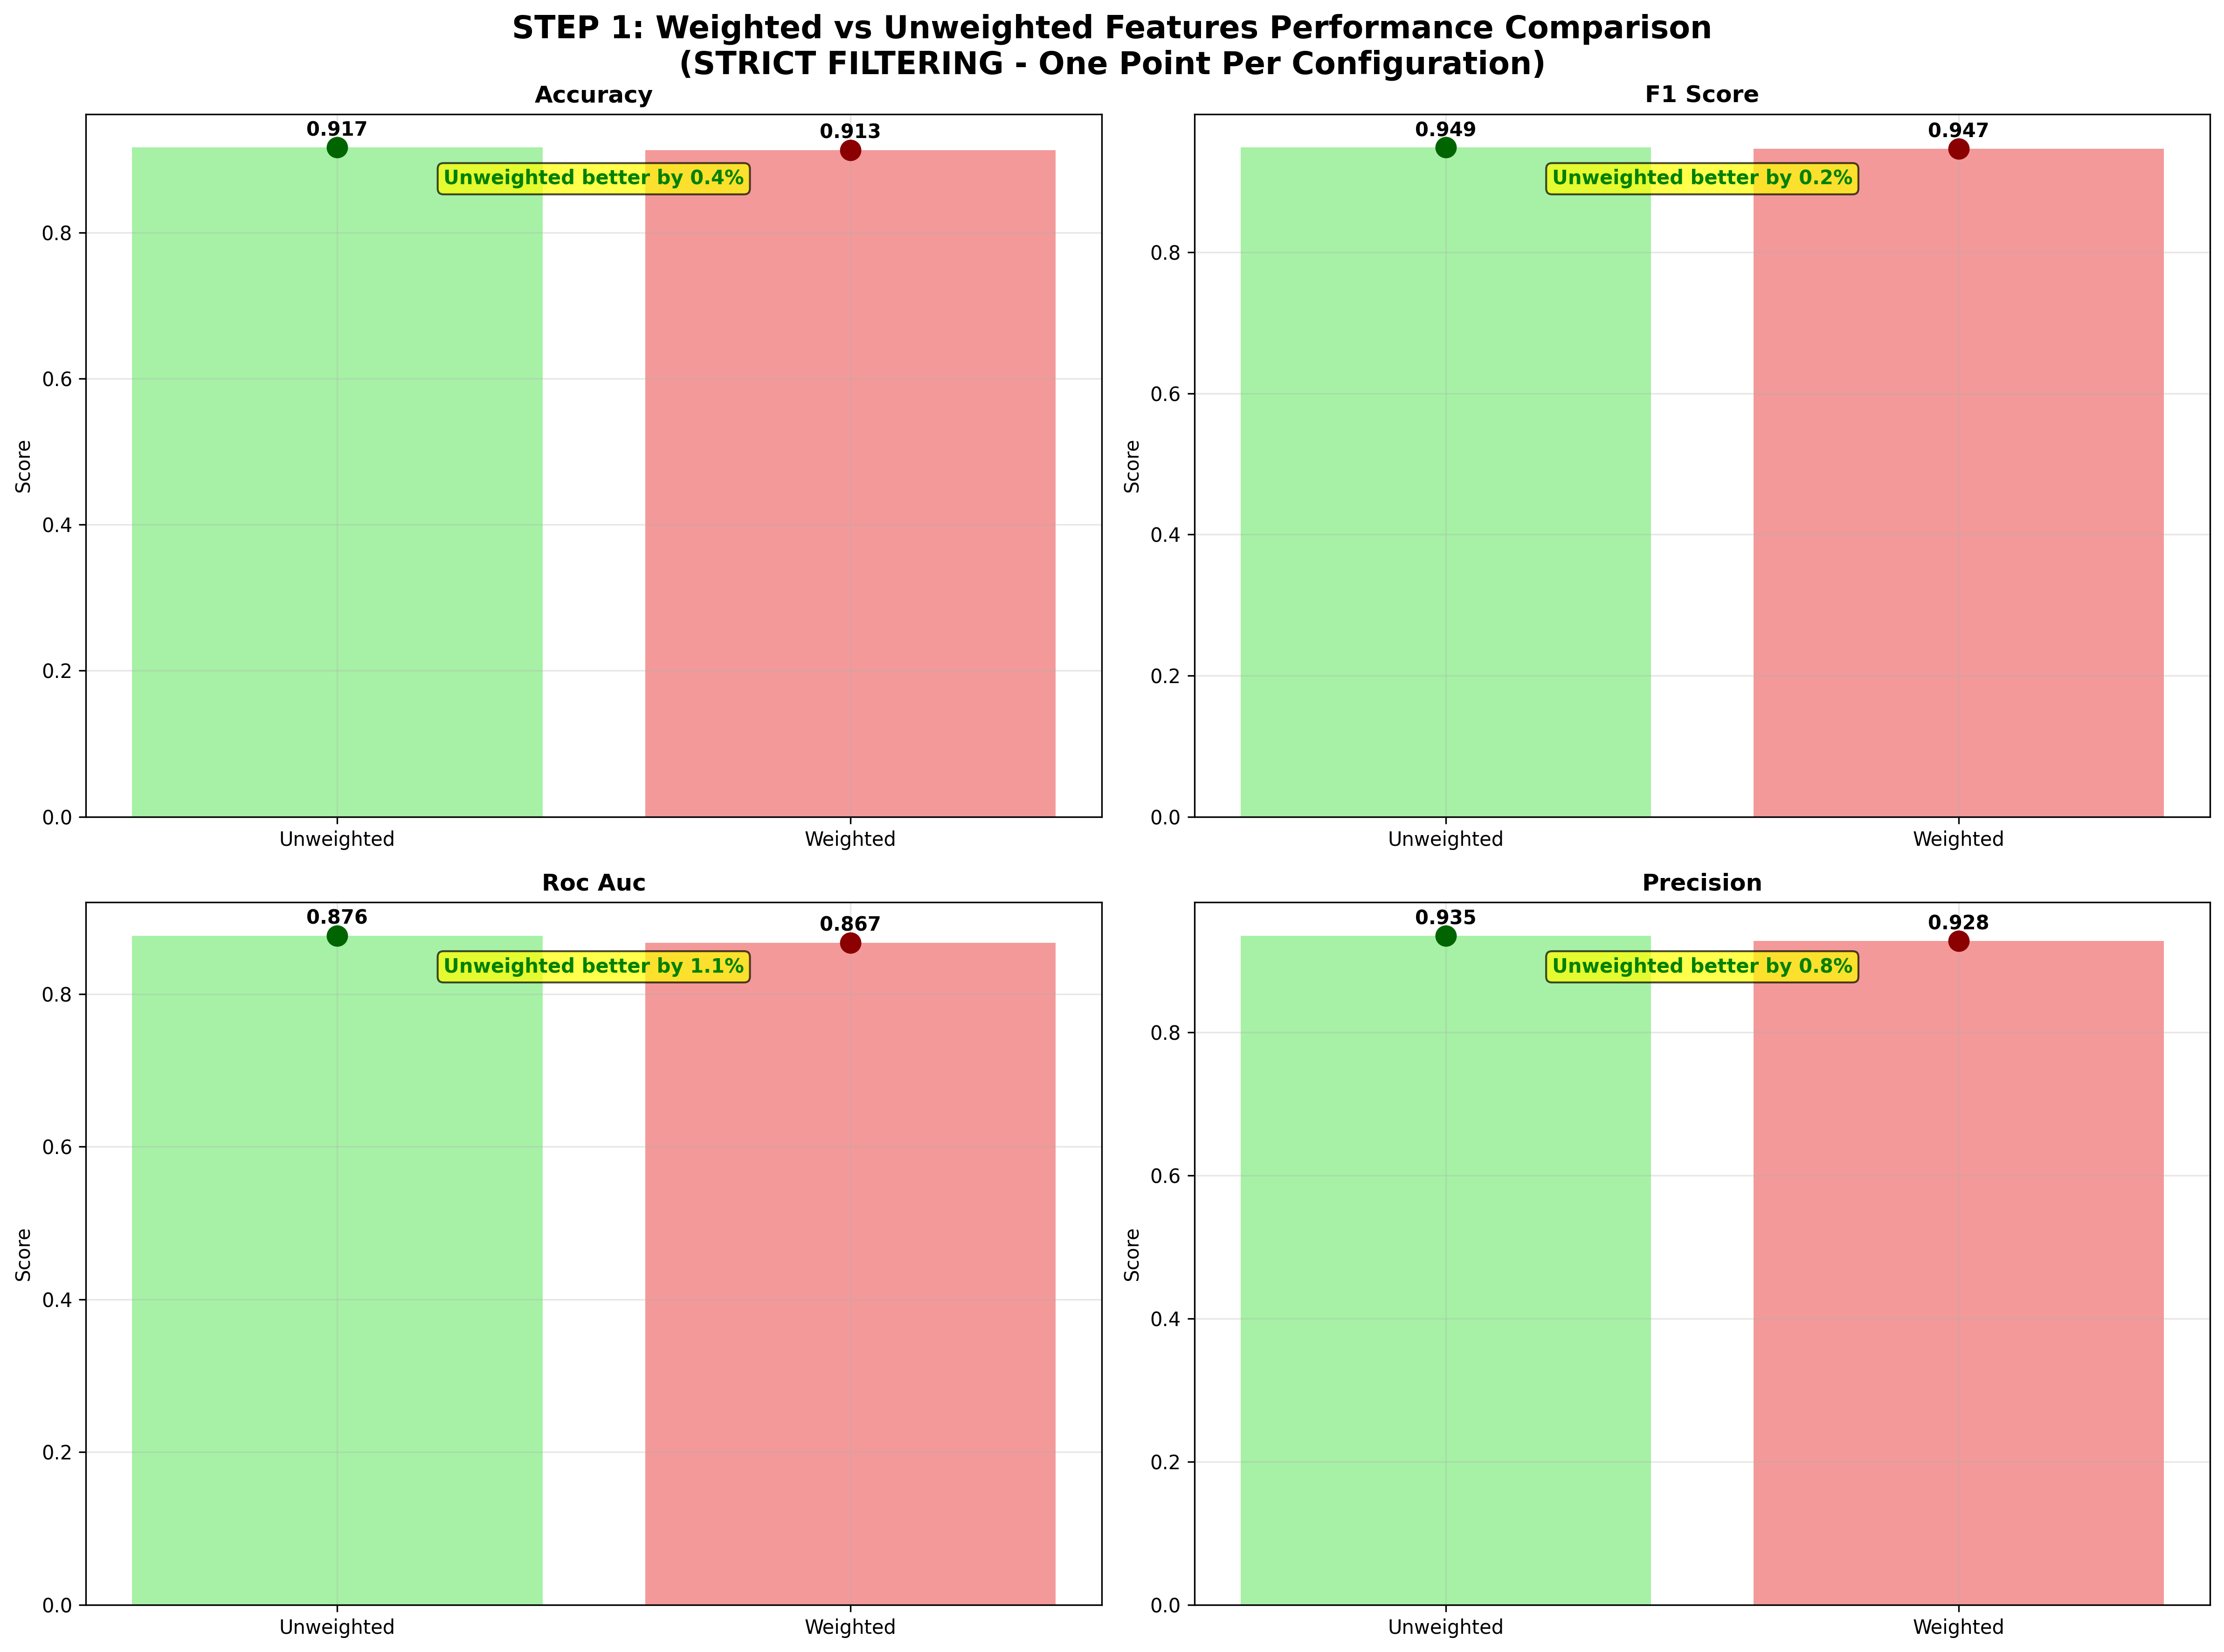 STEP 1: Weighted vs Unweighted Features Performance Comparison
(STRICT FILTERING - One Point Per Configuration)
Accuracy
0.917
0.913
Unweighted better by 0.4%
0.8
0.6
0.4
0.2
0.0
Score
Unweighted
Weighted
F1 Score
0.949
0.947
Unweighted better by 0.2%
0.8
0.6
0.4
0.2
0.0
Score
Unweighted
Weighted
Roc Auc
0.876
0.867
Unweighted better by 1.1%
0.8
0.6
0.4
0.2
0.0
Score
Unweighted
Weighted
Precision
0.935
0.928
Unweighted better by 0.8%
0.8
0.6
0.4
0.2
0.0
Score
Unweighted
Weighted